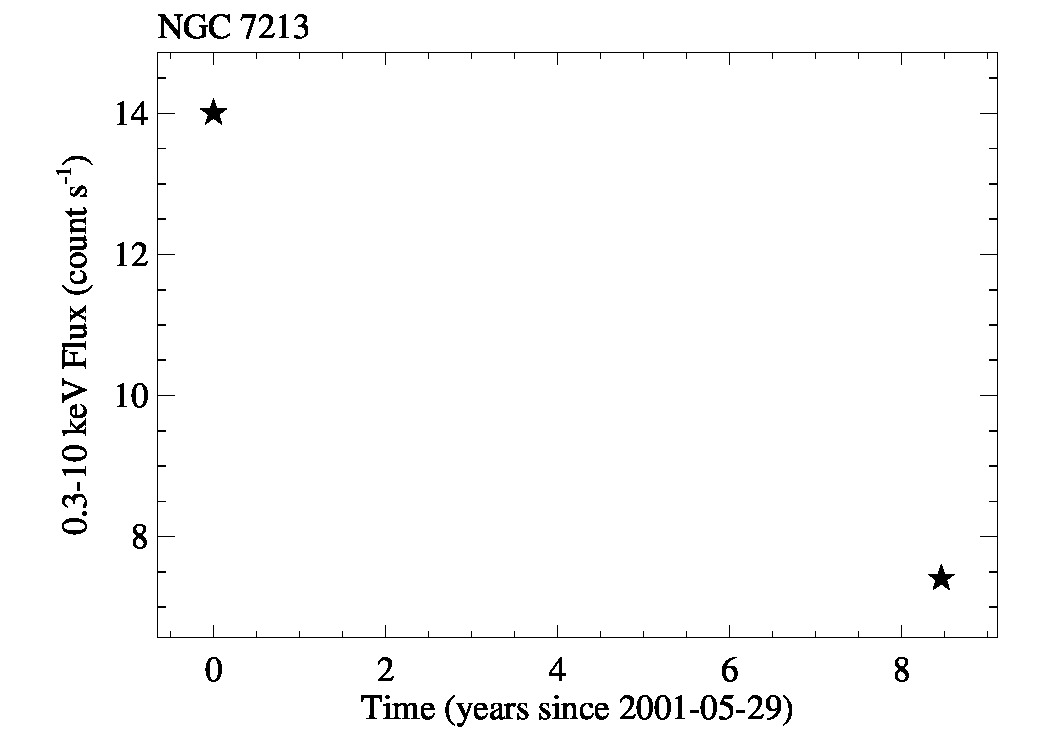 NGC 7213
14
12
10
8
0.3-10 keV Flux (count s⁻¹)
0 2 4 6 8
Time (years since 2001-05-29)